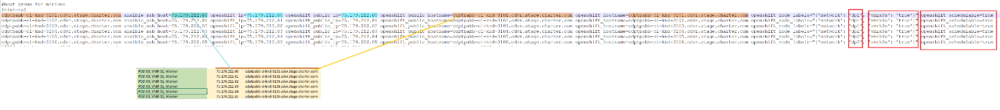 #host group for minions
[minions]
cdptpabb-ci-knd-3101.cdvr.stage.charter.com ansible_ssh_host=75.179.212.80 openshift_ip=75.179.212.80 openshift_public_ip=75.179.212.80 openshift_public_hostname=cdptpabb-ci-knd-3101.cdvr.stage.charter.com openshift_hostname=cdptpabb-ci-knd-3101.cdvr.stage.charter.com openshift_node_labels="{'network': 'dp1', 'vmrk8s': 'true'}" openshift_schedulable=true
cdptpabb-ci-knd-3102.cdvr.stage.charter.com ansible_ssh_host=75.179.212.81 openshift_ip=75.179.212.81 openshift_public_ip=75.179.212.81 openshift_public_hostname=cdptpabb-ci-knd-3102.cdvr.stage.charter.com openshift_hostname=cdptpabb-ci-knd-3102.cdvr.stage.charter.com openshift_node_labels="{'network': 'dp1', 'vmrk8s': 'true'}" openshift_schedulable=true
cdptpabb-ci-knd-3103.cdvr.stage.charter.com ansible_ssh_host=75.179.212.82 openshift_ip=75.179.212.82 openshift_public_ip=75.179.212.82 openshift_public_hostname=cdptpabb-ci-knd-3103.cdvr.stage.charter.com openshift_hostname=cdptpabb-ci-knd-3103.cdvr.stage.charter.com openshift_node_labels="{'network': 'dp1', 'vmrk8s': 'true'}" openshift_schedulable=true
cdptpabb-ci-knd-3104.cdvr.stage.charter.com ansible_ssh_host=75.179.212.83 openshift_ip=75.179.212.83 openshift_public_ip=75.179.212.83 openshift_public_hostname=cdptpabb-ci-knd-3104.cdvr.stage.charter.com openshift_hostname=cdptpabb-ci-knd-3104.cdvr.stage.charter.com openshift_node_labels="{'network': 'dp2', 'vmrk8s': 'true'}" openshift_schedulable=true
cdptpabb-ci-knd-3105.cdvr.stage.charter.com ansible_ssh_host=75.179.212.84 openshift_ip=75.179.212.84 openshift_public_ip=75.179.212.84 openshift_public_hostname=cdptpabb-ci-knd-3105.cdvr.stage.charter.com openshift_hostname=cdptpabb-ci-knd-3105.cdvr.stage.charter.com openshift_node_labels="{'network': 'dp2', 'vmrk8s': 'true'}" openshift_schedulable=true
cdptpabb-ci-knd-3106.cdvr.stage.charter.com ansible_ssh_host=75.179.212.85 openshift_ip=75.179.212.85 openshift_public_ip=75.179.212.85 openshift_public_hostname=cdptpabb-ci-knd-3106.cdvr.stage.charter.com openshift_hostname=cdptpabb-ci-knd-3106.cdvr.stage.charter.com openshift_node_labels="{'network': 'dp2', 'vmrk8s': 'true'}" openshift_schedulable=true
POD 03, VMR 01, Worker 75.179.212.80 cdptpabb-ci-knd-3101.cdvr.stage.charter.com
POD 03, VMR 01, Worker 75.179.212.81 cdptpabb-ci-knd-3102.cdvr.stage.charter.com
POD 03, VMR 01, Worker 75.179.212.82 cdptpabb-ci-knd-3103.cdvr.stage.charter.com
POD 03, VMR 01, Worker 75.179.212.83 cdptpabb-ci-knd-3104.cdvr.stage.charter.com
POD 03, VMR 01, Worker 75.179.212.84 cdptpabb-ci-knd-3105.cdvr.stage.charter.com
POD 03, VMR 01, Worker 75.179.212.85 cdptpabb-ci-knd-3106.cdvr.stage.charter.com